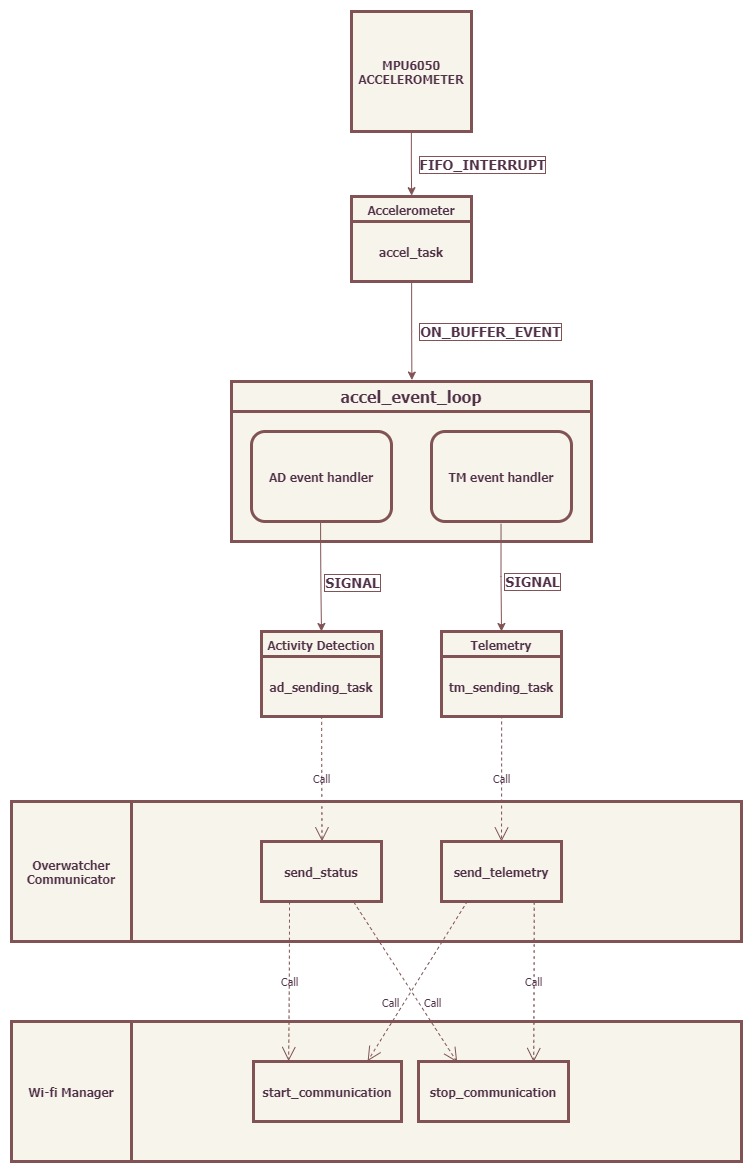 MPU6050
ACCELEROMETER
FIFO_INTERRUPT
Accelerometer
accel_task
ON_BUFFER_EVENT
accel_event_loop
AD event handler
TM event handler
SIGNAL
SIGNAL
Activity Detection
Telemetry
ad_sending_task
tm_sending_task
Call
Call
Overwatcher
Communicator
send_status
send_telemetry
Call
Call
Call
Call
Wi-fi Manager
start_communication
stop_communication